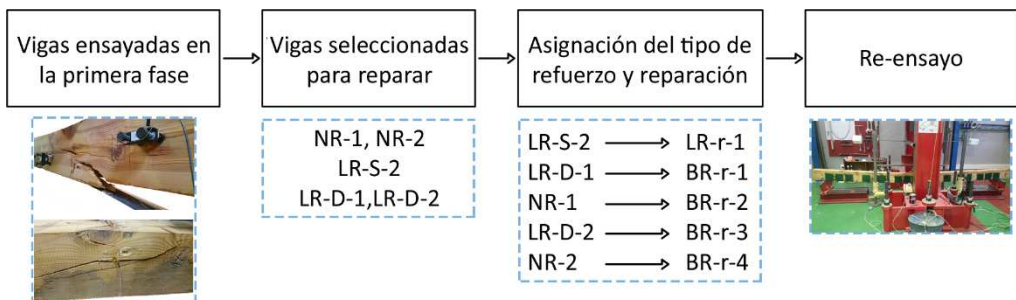 Vigas ensayadas en
la primera fase
Vigas seleccionadas
para reparar
Asignación del tipo de
refuerzo y reparación
Re-ensayo
NR-1, NR-2
LR-S-2
LR-D-1,LR-D-2
LR-S-2 → LR-r-1
LR-D-1 → BR-r-1
NR-1 → BR-r-2
LR-D-2 → BR-r-3
NR-2 → BR-r-4